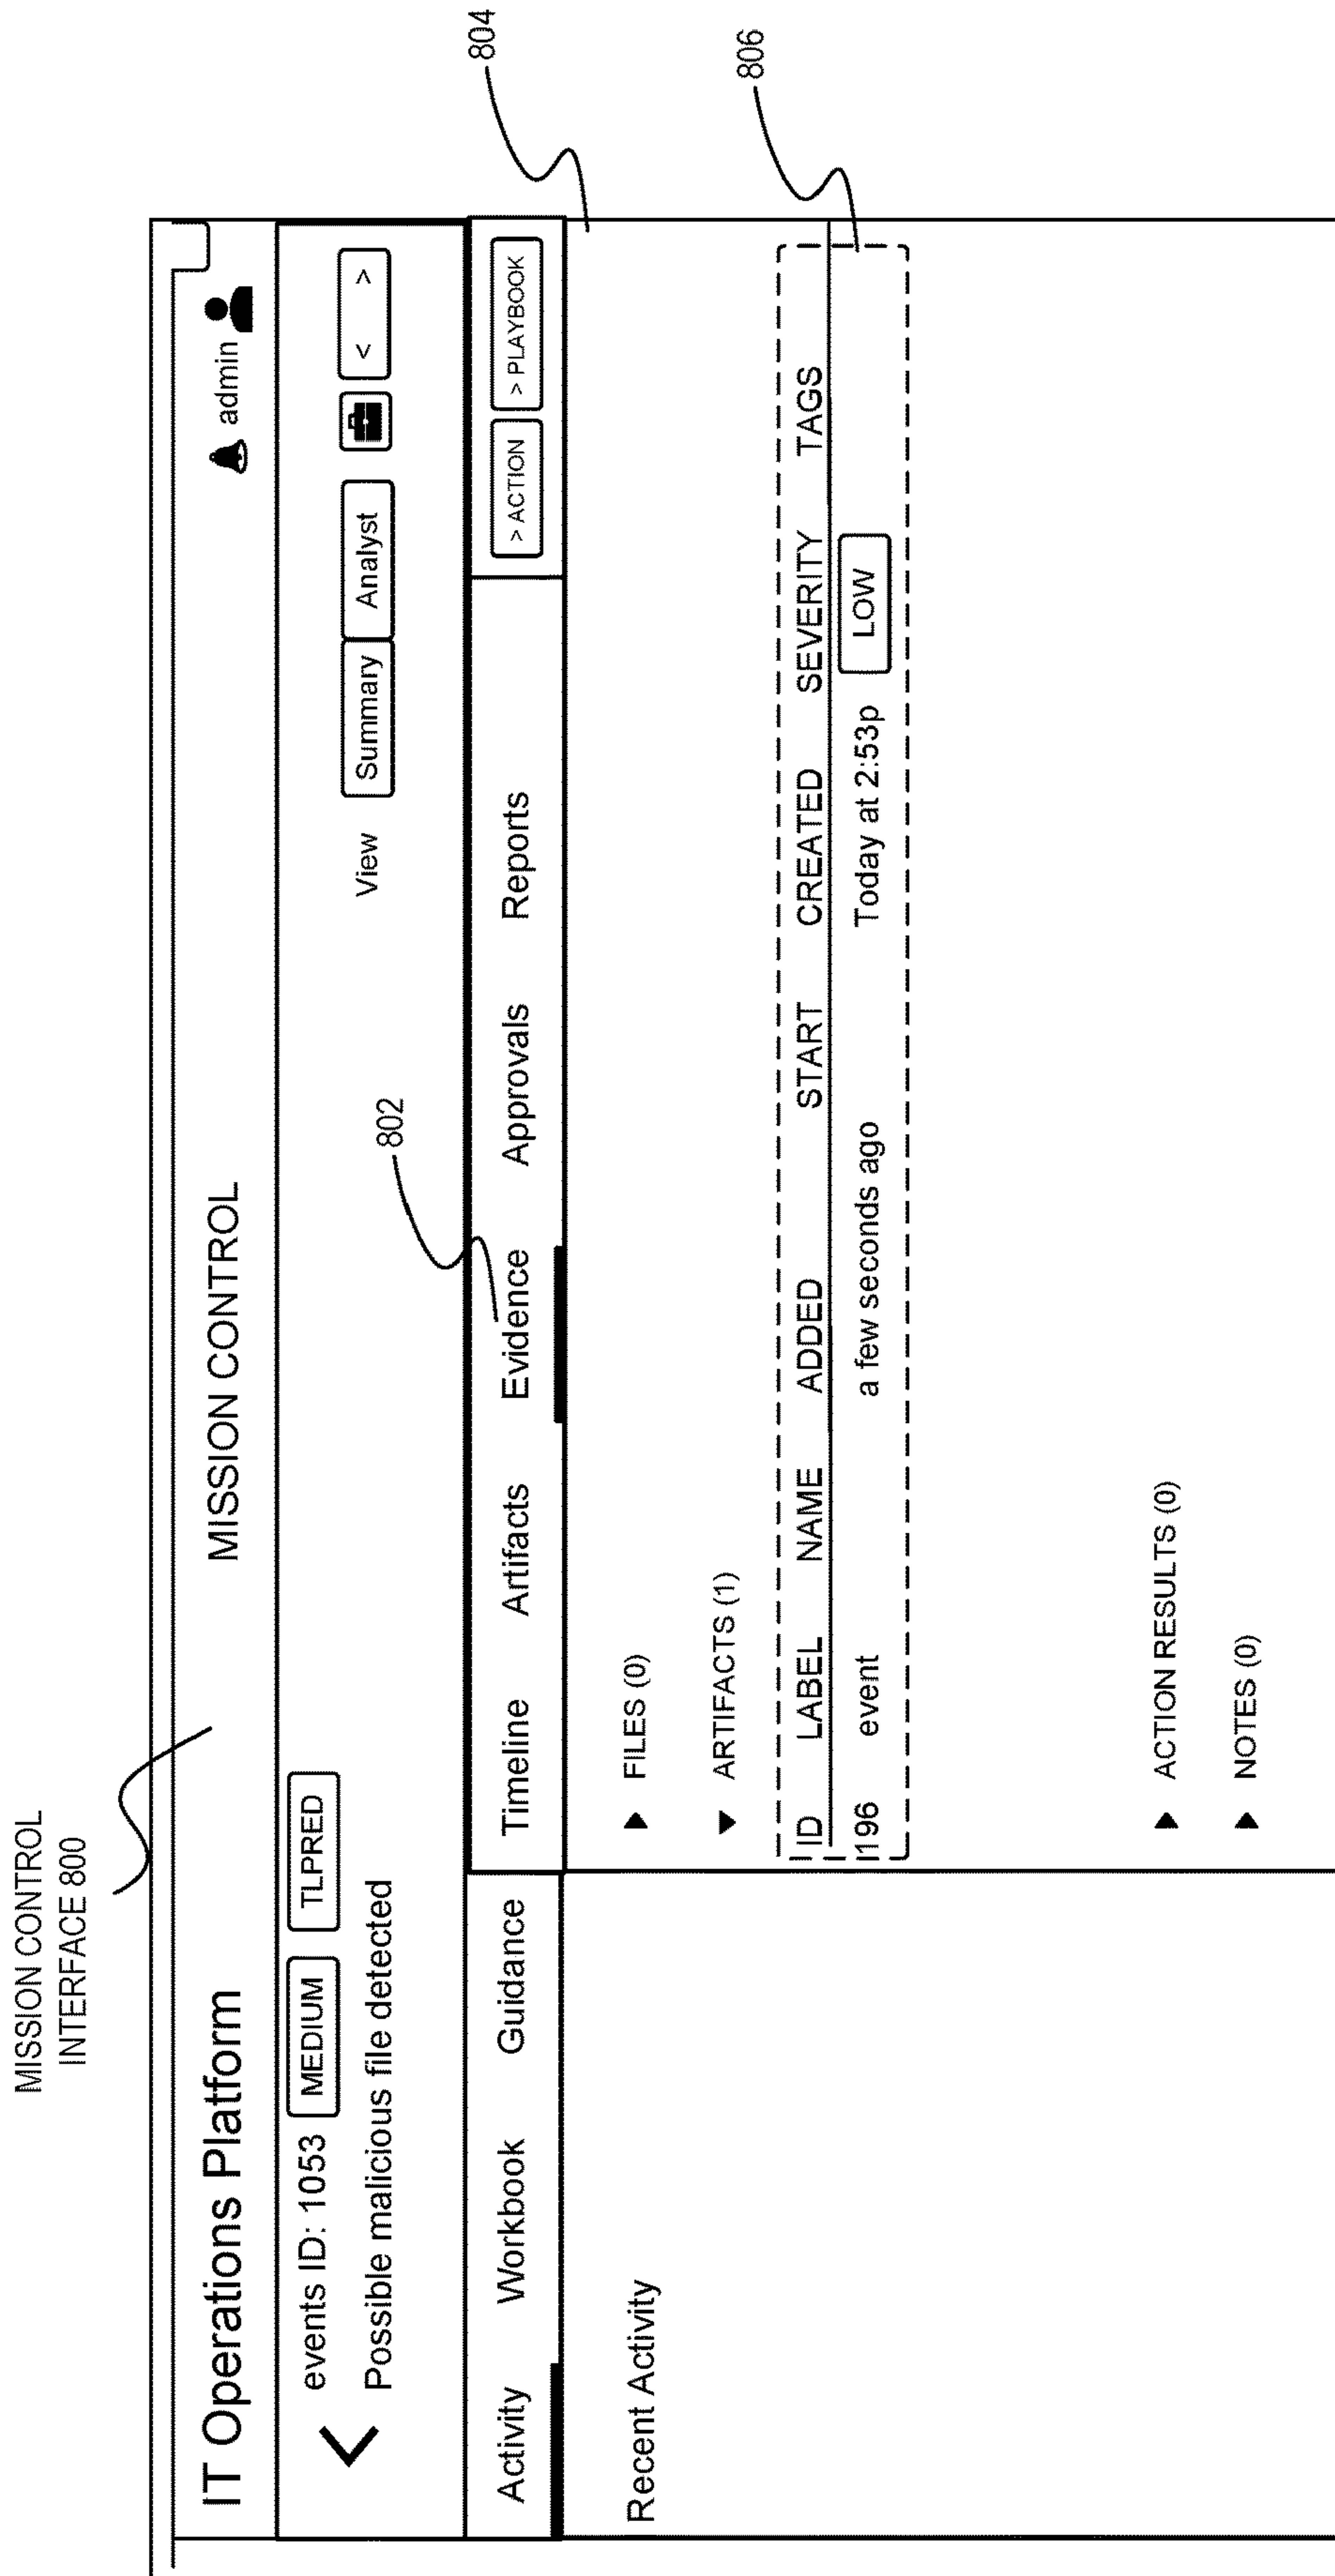 MISSION CONTROL
INTERFACE 800
IT Operations Platform MISSION CONTROL admin
events ID: 1053 MEDIUM TLPRED
Possible malicious file detected View Summary Analyst < >
802
804
Activity Workbook Guidance Timeline Artifacts Evidence Approvals Reports > ACTION > PLAYBOOK
Recent Activity
FILES (0)
ARTIFACTS (1)
806
ID LABEL NAME ADDED START CREATED SEVERITY TAGS
196 event a few seconds ago Today at 2:53p LOW
ACTION RESULTS (0)
NOTES (0)